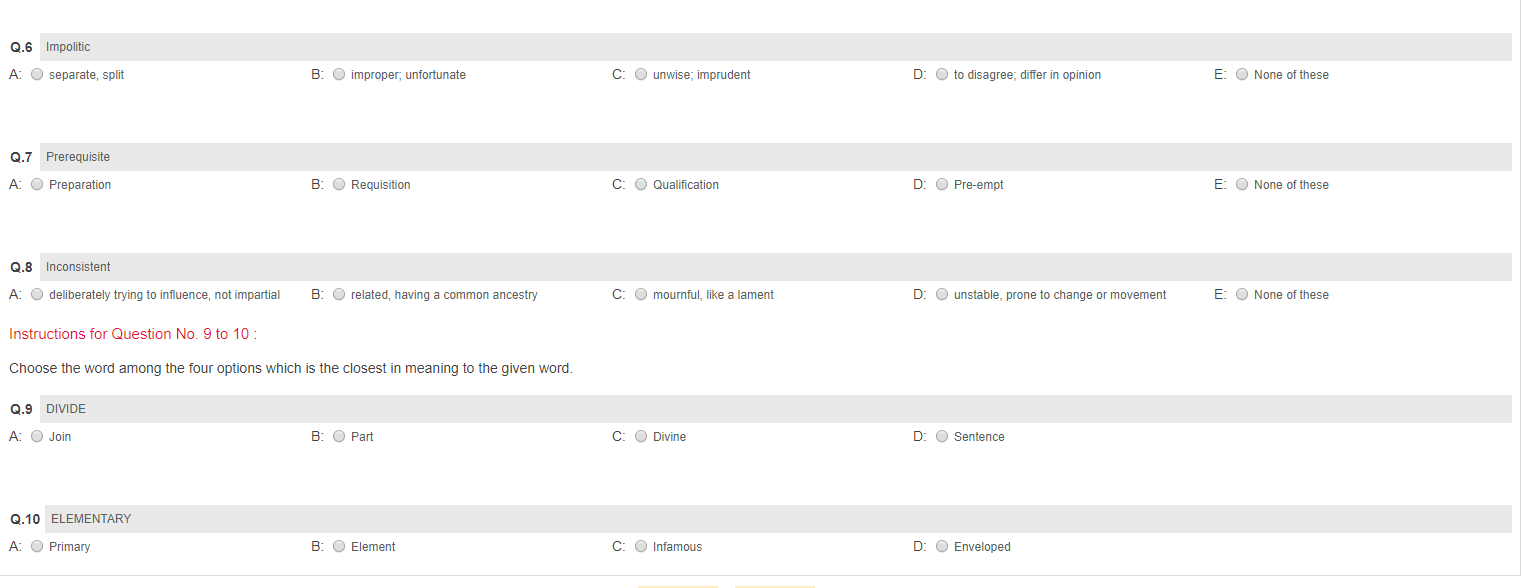 Q.6 Impolitic
A: separate, split B: improper; unfortunate C: unwise; imprudent D: to disagree; differ in opinion E: None of these
Q.7 Prerequisite
A: Preparation B: Requisition C: Qualification D: Pre-empt E: None of these
Q.8 Inconsistent
A: deliberately trying to influence, not impartial B: related, having a common ancestry C: mournful, like a lament D: unstable, prone to change or movement E: None of these
Instructions for Question No. 9 to 10 :
Choose the word among the four options which is the closest in meaning to the given word.
Q.9 DIVIDE
A: Join B: Part C: Divine D: Sentence
Q.10 ELEMENTARY
A: Primary B: Element C: Infamous D: Enveloped